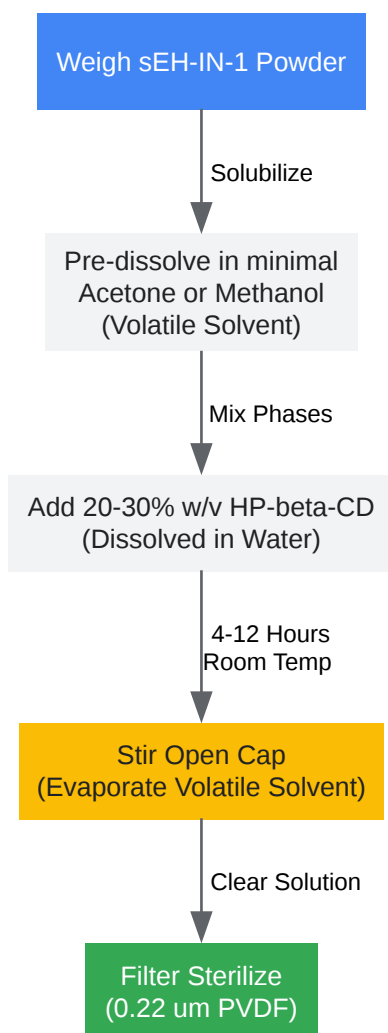 Weigh sEH-IN-1 Powder
Solubilize
Pre-dissolve in minimal
Acetone or Methanol
(Volatile Solvent)
Mix Phases
Add 20-30% w/v HP-beta-CD
(Dissolved in Water)
4-12 Hours
Room Temp
Stir Open Cap
(Evaporate Volatile Solvent)
Clear Solution
Filter Sterilize
(0.22 um PVDF)